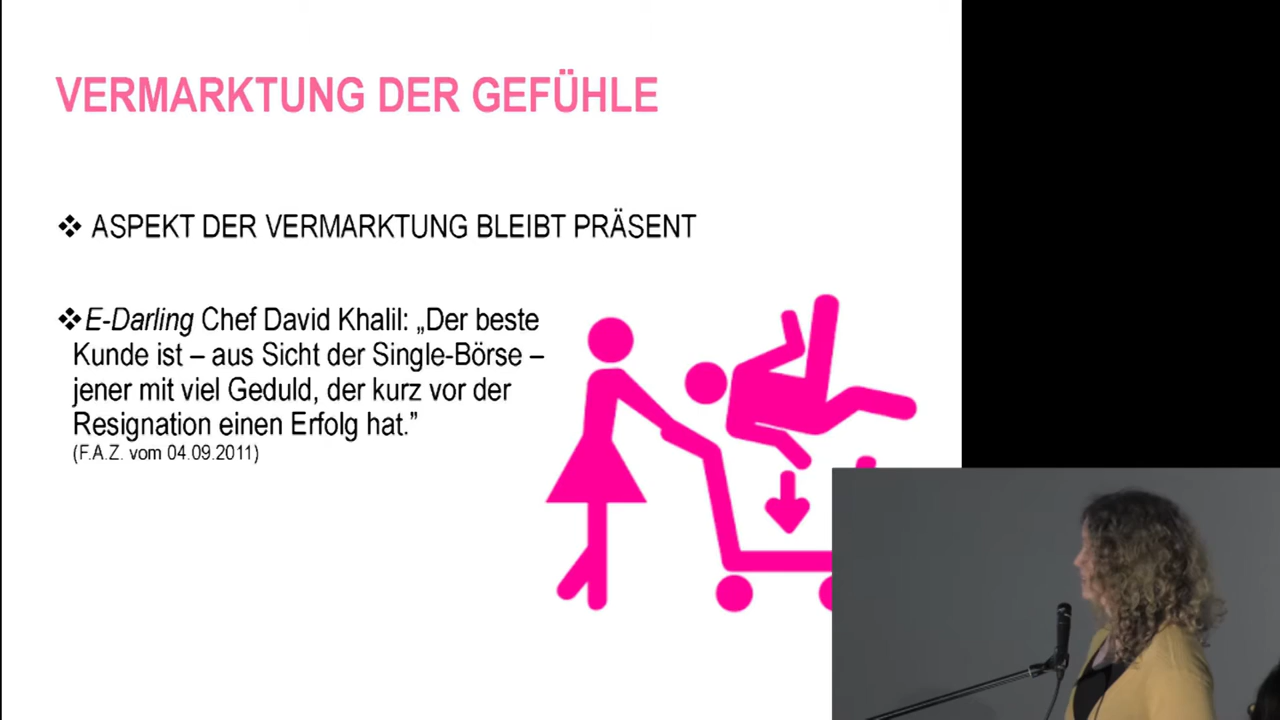 VERMARKTUNG DER GEFÜHLE
❖ ASPEKT DER VERMARKTUNG BLEIBT PRÄSENT
❖E-Darling Chef David Khalil: „Der beste
Kunde ist – aus Sicht der Single-Börse –
jener mit viel Geduld, der kurz vor der
Resignation einen Erfolg hat.”
(F.A.Z. vom 04.09.2011)